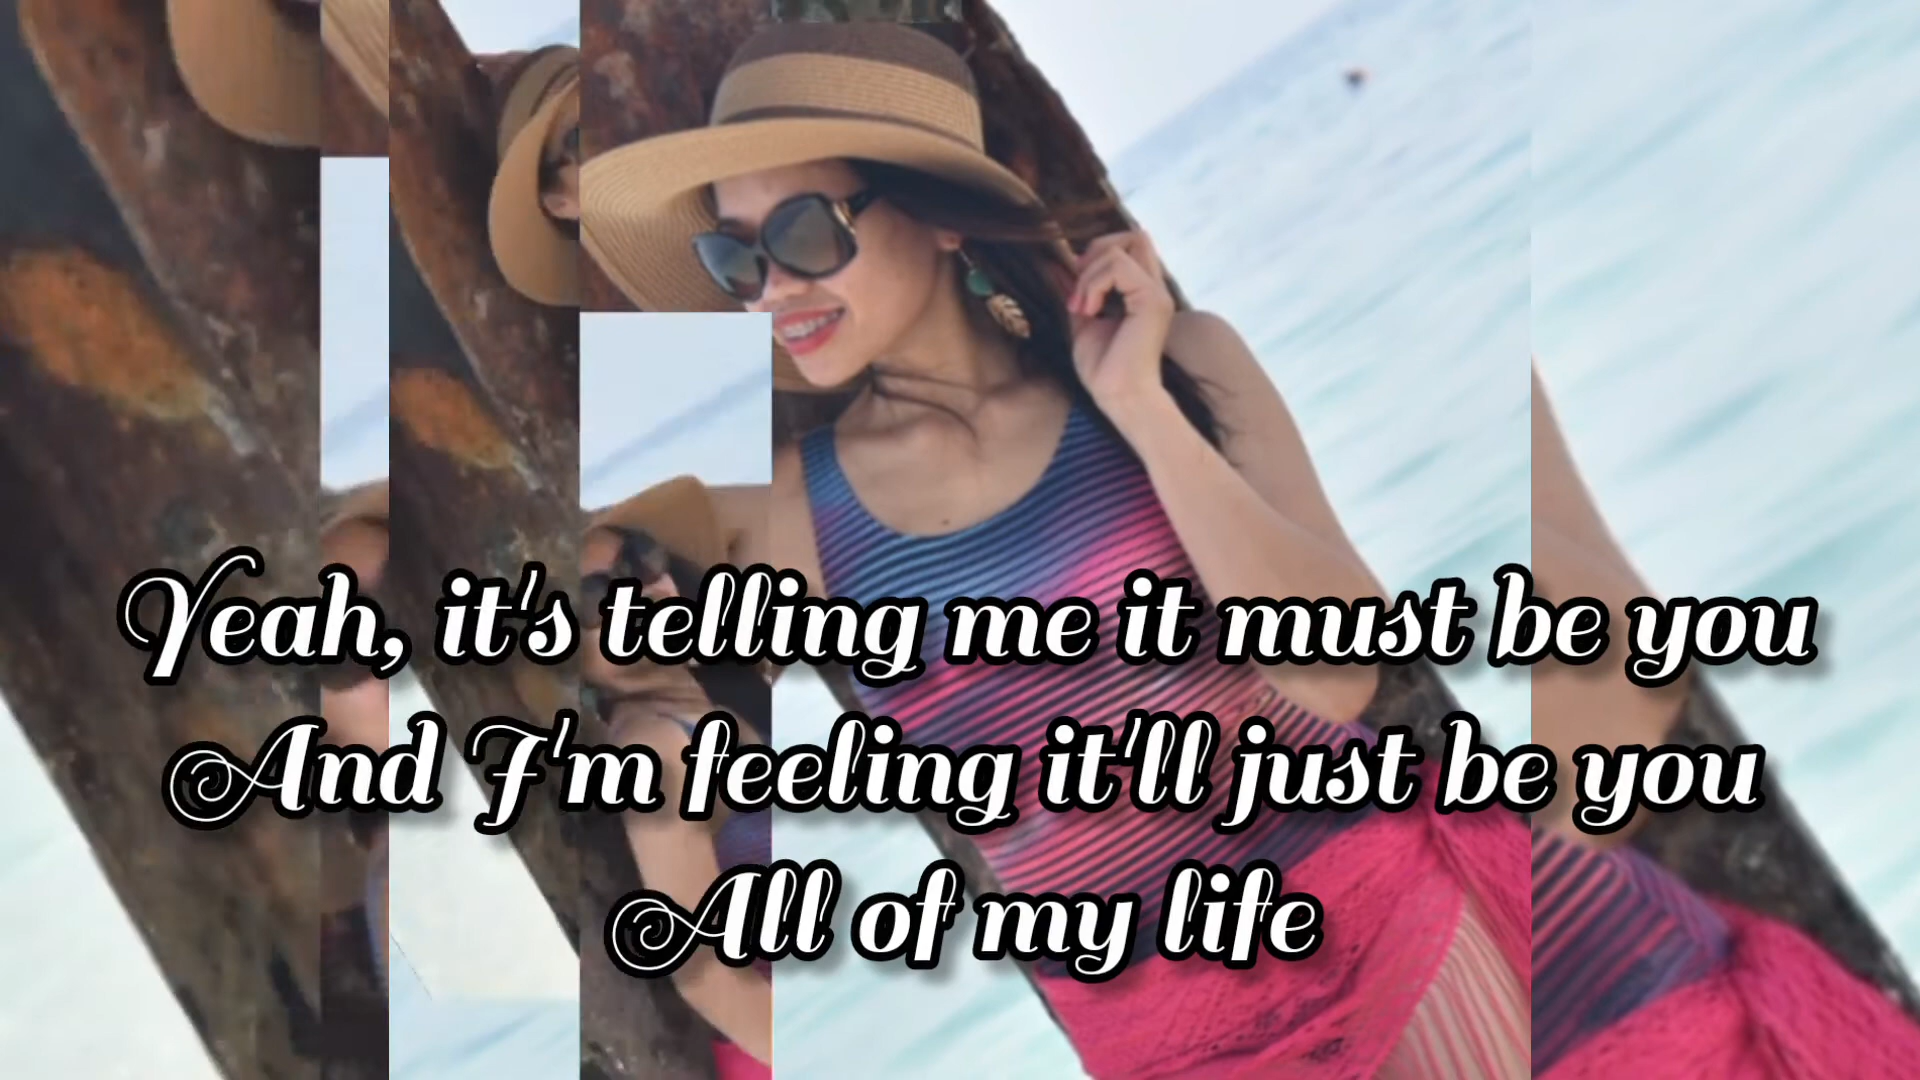 Yeah, it's telling me it must be you
And I'm feeling it'll just be you
All of my life